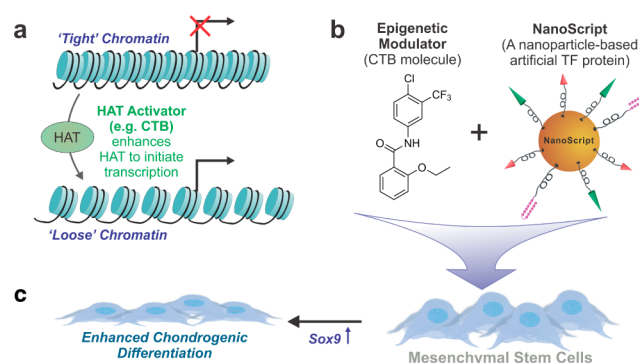 a
'Tight' Chromatin
HAT
HAT Activator
(e.g. CTB)
enhances
HAT to initiate
transcription
'Loose' Chromatin
b
Epigenetic
Modulator
(CTB molecule)
Cl
CF3
NH
O
O
+
NanoScript
(A nanoparticle-based
artificial TF protein)
NanoScript
c
Enhanced Chondrogenic
Differentiation
Sox9
Mesenchymal Stem Cells